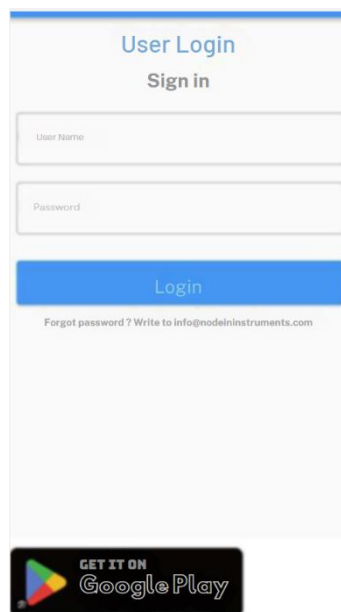 User Login
Sign in
User Name
Password
Login
Forgot password ? Write to info@nodeininstruments.com
GET IT ON
Google Play